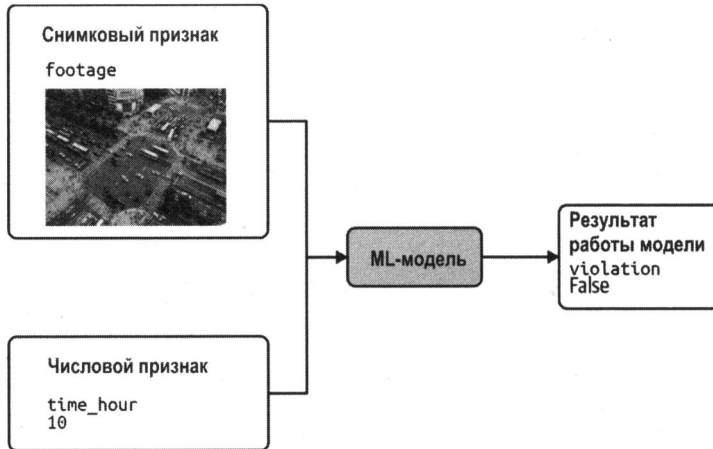 Снимковый признак
footage
Числовой признак
time_hour
10
ML-модель
Результат
работы модели
violation
False